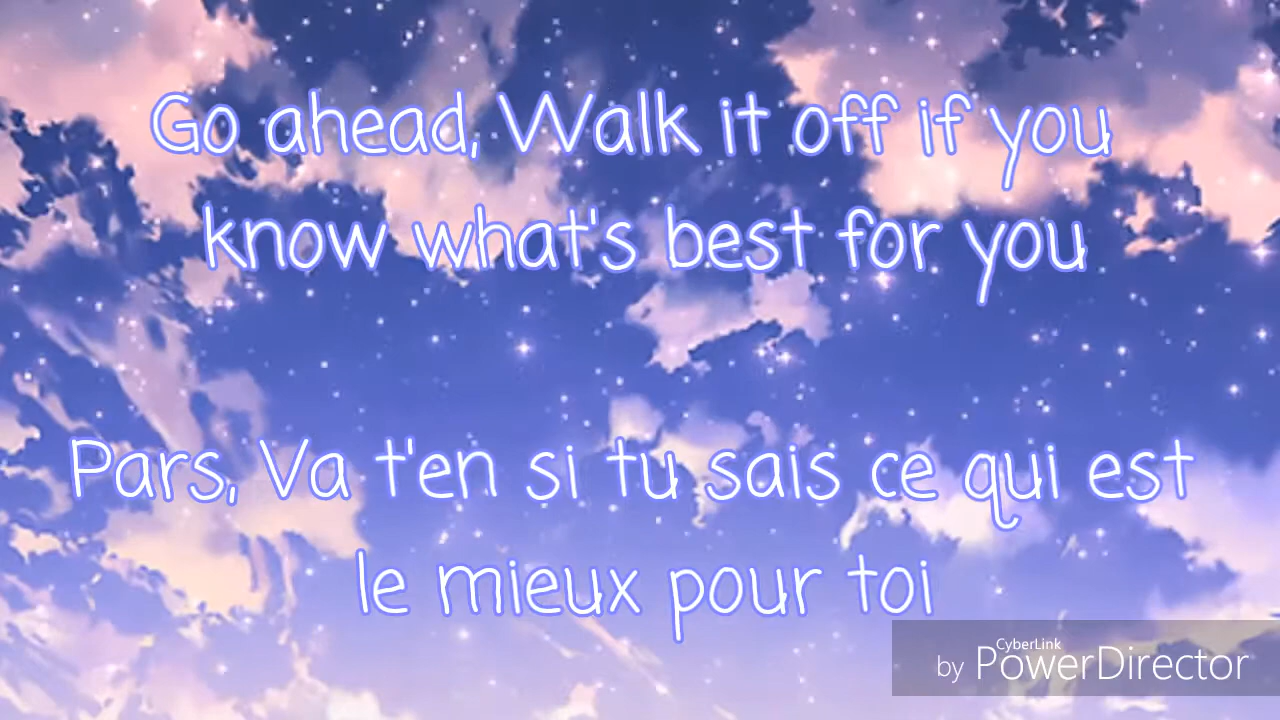 Go ahead, Walk it off if you
know what's best for you
Pars, Va t'en si tu sais ce qui est
le mieux pour toi
CyberLink
by PowerDirector